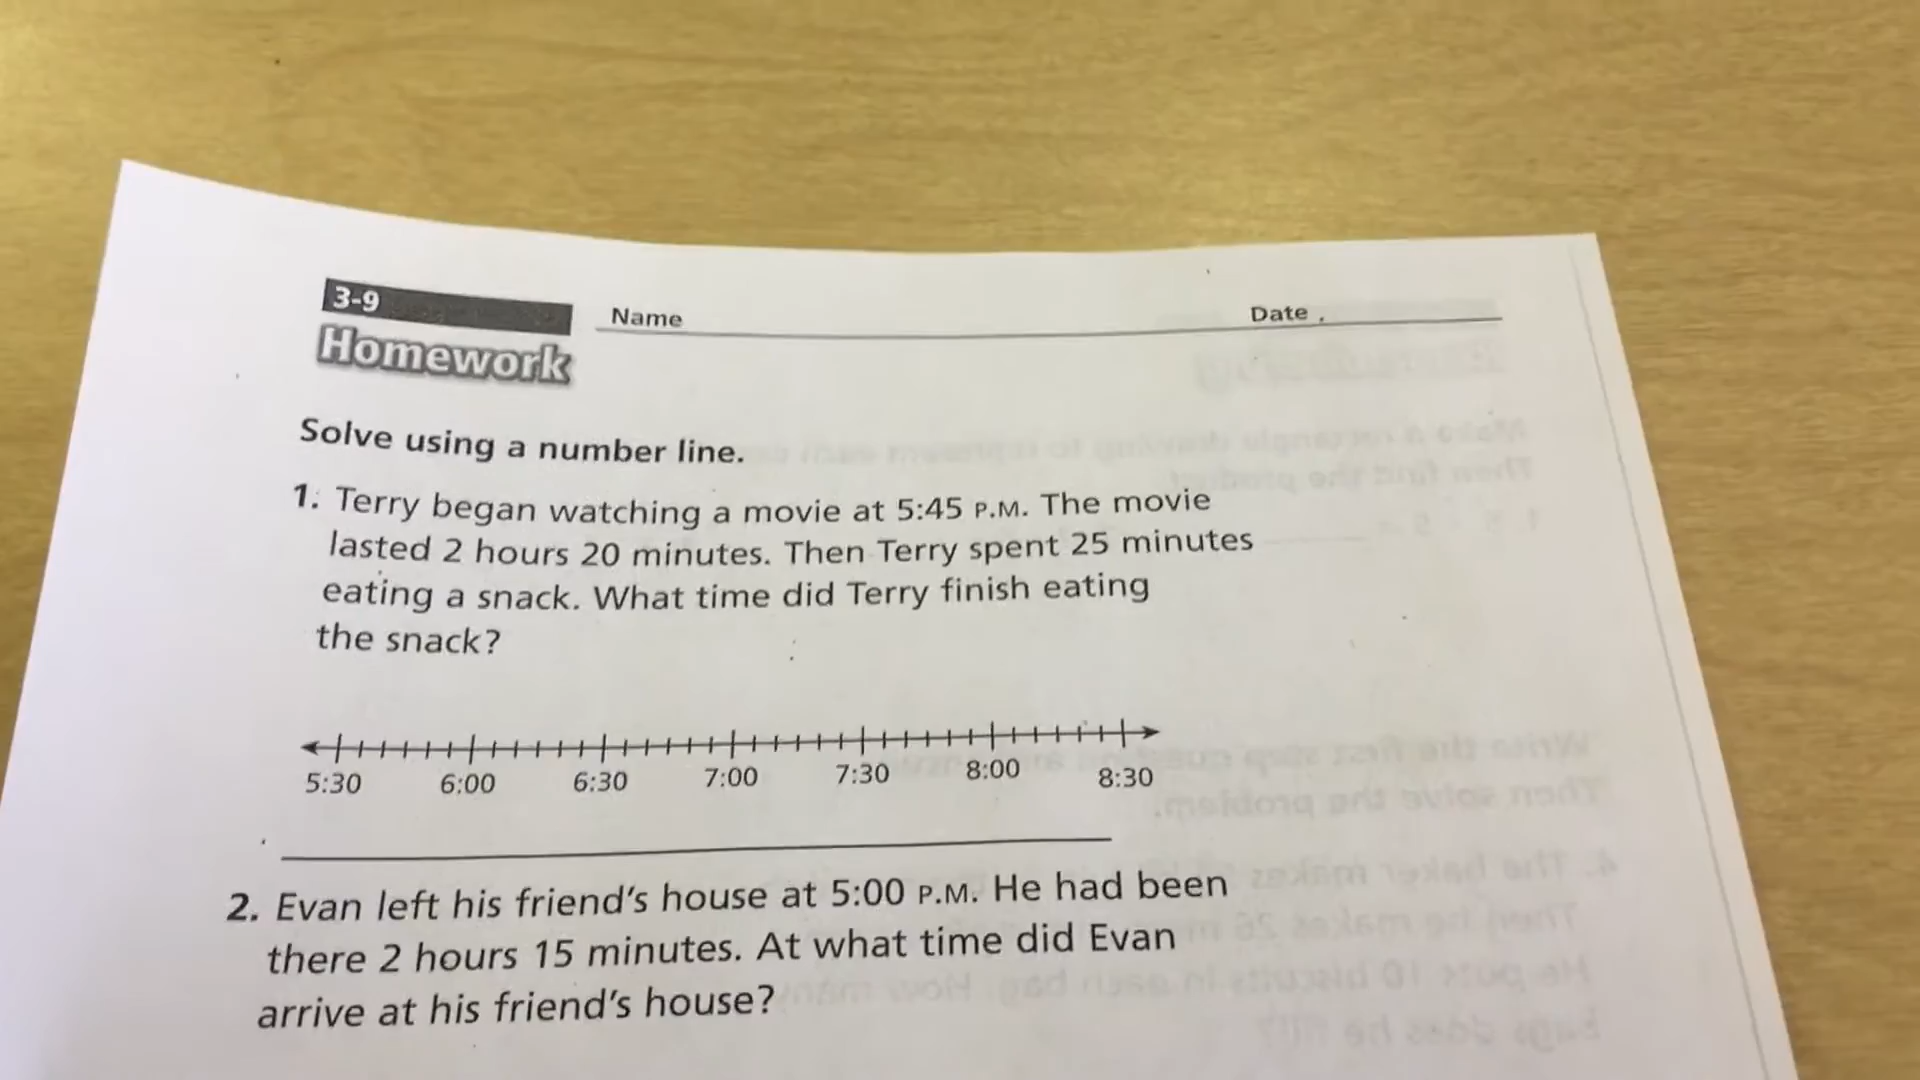 3-9
Homework
Name
Date
Solve using a number line.
1. Terry began watching a movie at 5:45 P.M. The movie
lasted 2 hours 20 minutes. Then Terry spent 25 minutes
eating a snack. What time did Terry finish eating
the snack?
5:30 6:00 6:30 7:00 7:30 8:00 8:30
2. Evan left his friend's house at 5:00 P.M. He had been
there 2 hours 15 minutes. At what time did Evan
arrive at his friend's house?